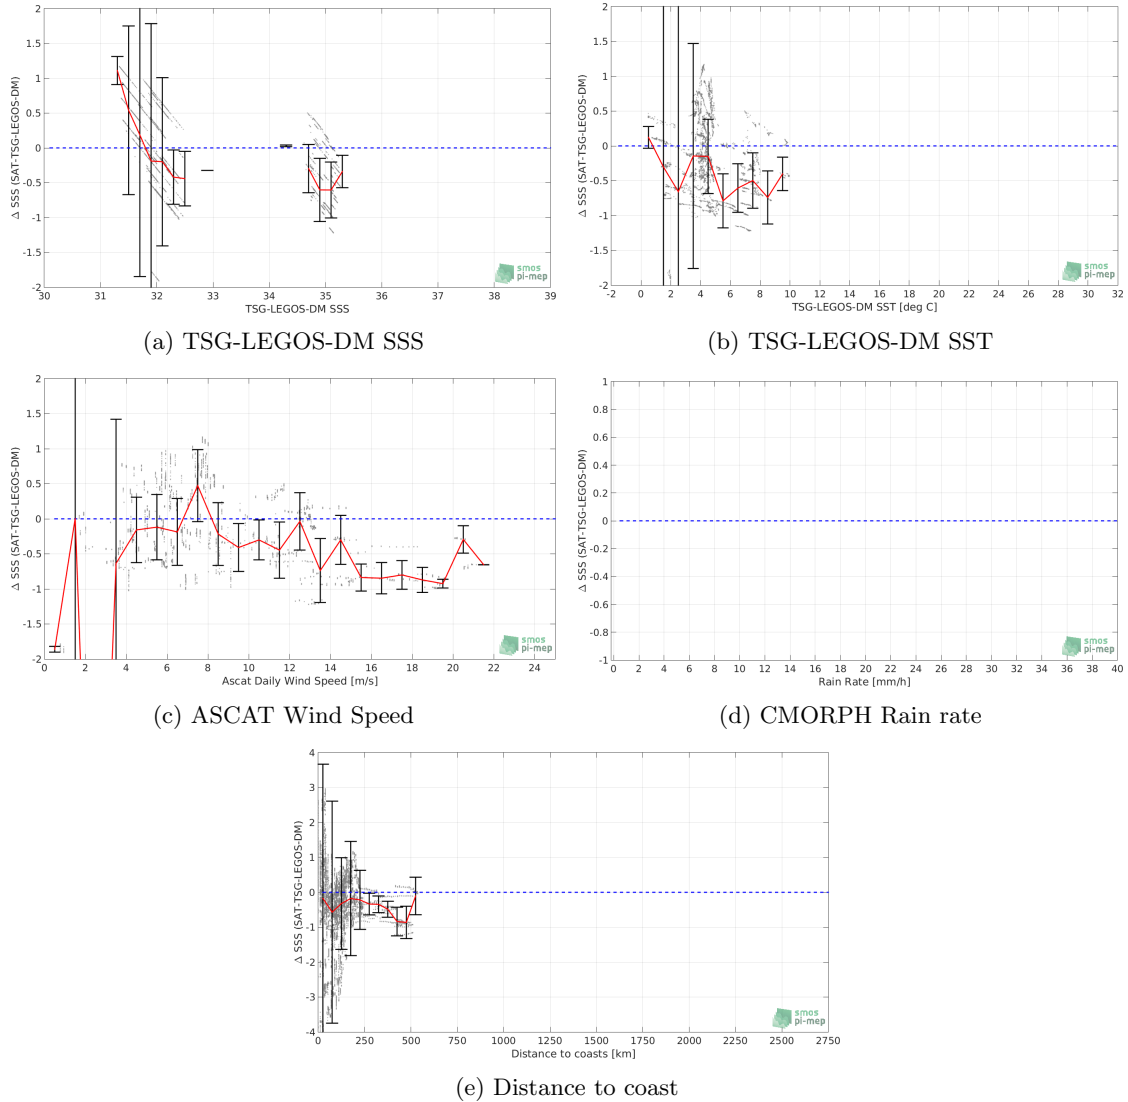 2
1.5
1
0.5
0
-0.5
-1
-1.5
-2
Δ SSS (SAT-TSG-LEGOS-DM)
30 31 32 33 34 35 36 37 38 39
TSG-LEGOS-DM SSS
smos
pi-mep
(a) TSG-LEGOS-DM SSS
2
1.5
1
0.5
0
-0.5
-1
-1.5
-2
Δ SSS (SAT-TSG-LEGOS-DM)
-2 0 2 4 6 8 10 12 14 16 18 20 22 24 26 28 30 32
TSG-LEGOS-DM SST [deg C]
smos
pi-mep
(b) TSG-LEGOS-DM SST
2
1.5
1
0.5
0
-0.5
-1
-1.5
-2
Δ SSS (SAT-TSG-LEGOS-DM)
0 2 4 6 8 10 12 14 16 18 20 22 24
Ascat Daily Wind Speed [m/s]
smos
pi-mep
(c) ASCAT Wind Speed
1
0.8
0.6
0.4
0.2
0
-0.2
-0.4
-0.6
-0.8
-1
Δ SSS (SAT-TSG-LEGOS-DM)
0 2 4 6 8 10 12 14 16 18 20 22 24 26 28 30 32 34 36 38 40
Rain Rate [mm/h]
smos
pi-mep
(d) CMORPH Rain rate
4
3
2
1
0
-1
-2
-3
-4
Δ SSS (SAT-TSG-LEGOS-DM)
0 250 500 750 1000 1250 1500 1750 2000 2250 2500 2750
Distance to coasts [km]
smos
pi-mep
(e) Distance to coast